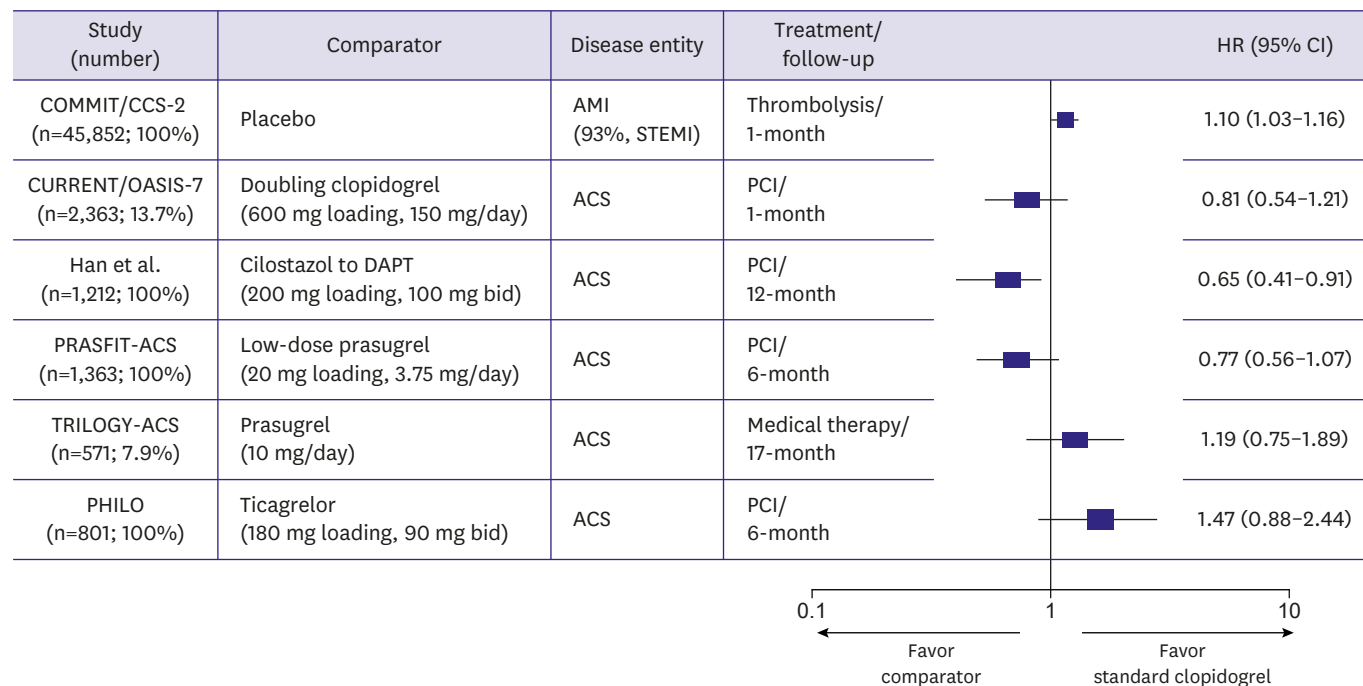 Study
(number)
Comparator
Disease entity
Treatment/
follow-up
HR (95% CI)
COMMIT/CCS-2
(n=45,852; 100%)
Placebo
AMI
(93%, STEMI)
Thrombolysis/
1-month
1.10 (1.03–1.16)
CURRENT/OASIS-7
(n=2,363; 13.7%)
Doubling clopidogrel
(600 mg loading, 150 mg/day)
ACS
PCI/
1-month
0.81 (0.54–1.21)
Han et al.
(n=1,212; 100%)
Cilostazol to DAPT
(200 mg loading, 100 mg bid)
ACS
PCI/
12-month
0.65 (0.41–0.91)
PRASFIT-ACS
(n=1,363; 100%)
Low-dose prasugrel
(20 mg loading, 3.75 mg/day)
ACS
PCI/
6-month
0.77 (0.56–1.07)
TRILOGY-ACS
(n=571; 7.9%)
Prasugrel
(10 mg/day)
ACS
Medical therapy/
17-month
1.19 (0.75–1.89)
PHILO
(n=801; 100%)
Ticagrelor
(180 mg loading, 90 mg bid)
ACS
PCI/
6-month
1.47 (0.88–2.44)
0.1
1
10
Favor
comparator
Favor
standard clopidogrel